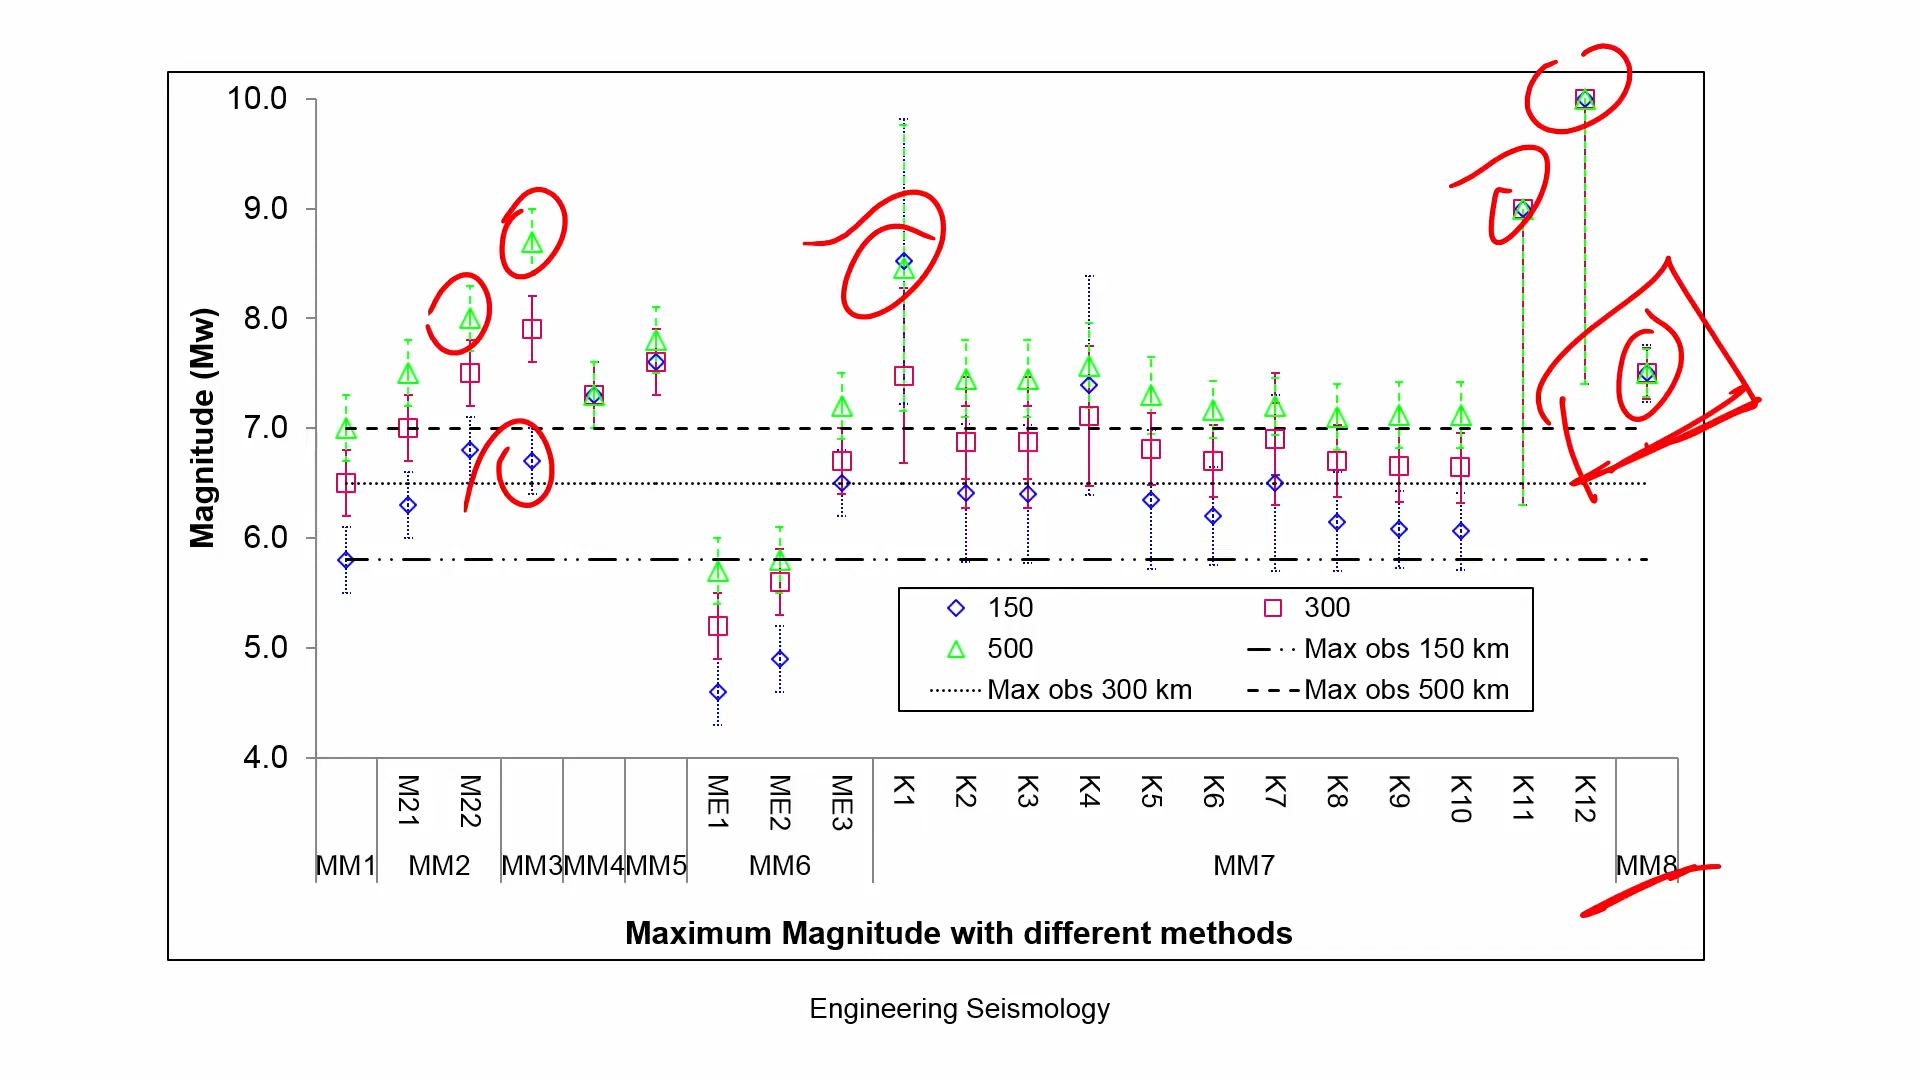 10.0
9.0
8.0
7.0
6.0
5.0
4.0
Magnitude (Mw)
150
300
500
Max obs 150 km
Max obs 300 km
Max obs 500 km
M21
M22
ME1
ME2
ME3
K1
K2
K3
K4
K5
K6
K7
K8
K9
K10
K11
K12
MM1
MM2
MM3
MM4
MM5
MM6
MM7
MM8
Maximum Magnitude with different methods
Engineering Seismology